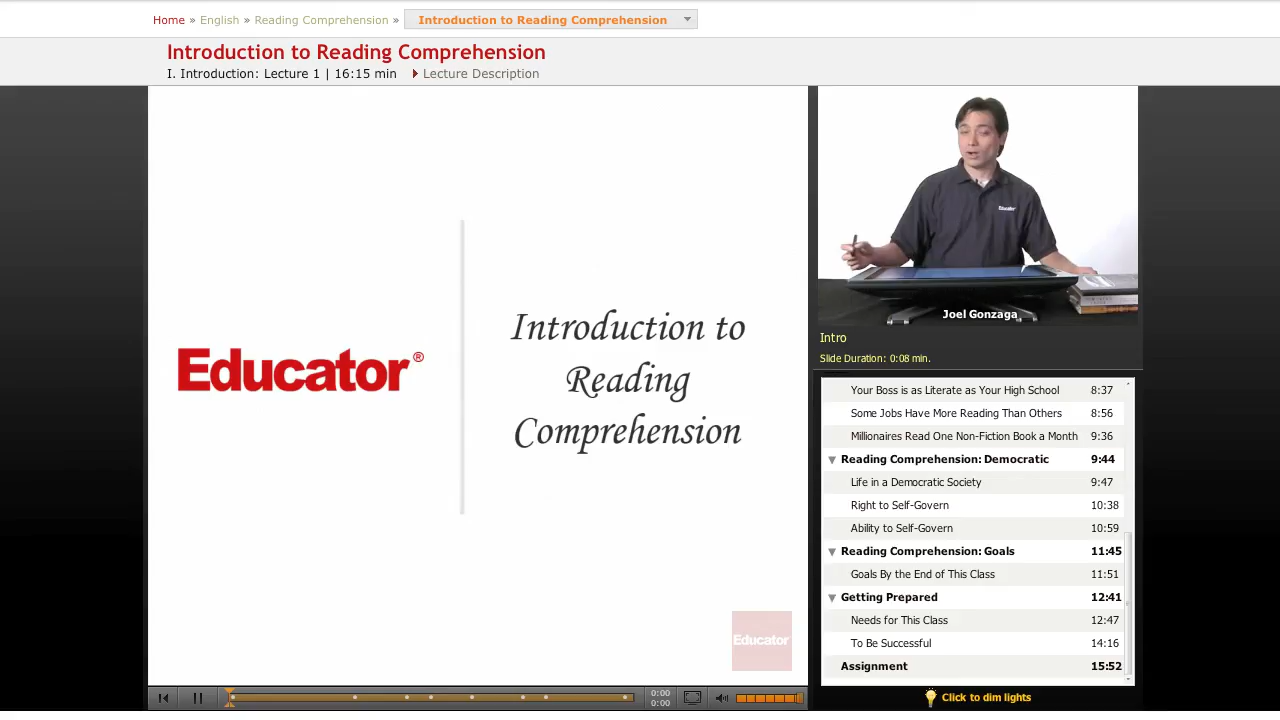 Home » English » Reading Comprehension » Introduction to Reading Comprehension
Introduction to Reading Comprehension
I. Introduction: Lecture 1 | 16:15 min Lecture Description
Educator®
Introduction to
Reading
Comprehension
Educator
Educator
Joel Gonzaga
Intro
Slide Duration: 0:08 min.
Your Boss is as Literate as Your High School 8:37
Some Jobs Have More Reading Than Others 8:56
Millionaires Read One Non-Fiction Book a Month 9:36
Reading Comprehension: Democratic 9:44
Life in a Democratic Society 9:47
Right to Self-Govern 10:38
Ability to Self-Govern 10:59
Reading Comprehension: Goals 11:45
Goals By the End of This Class 11:51
Getting Prepared 12:41
Needs for This Class 12:47
To Be Successful 14:16
Assignment 15:52
0:00
0:00
Click to dim lights